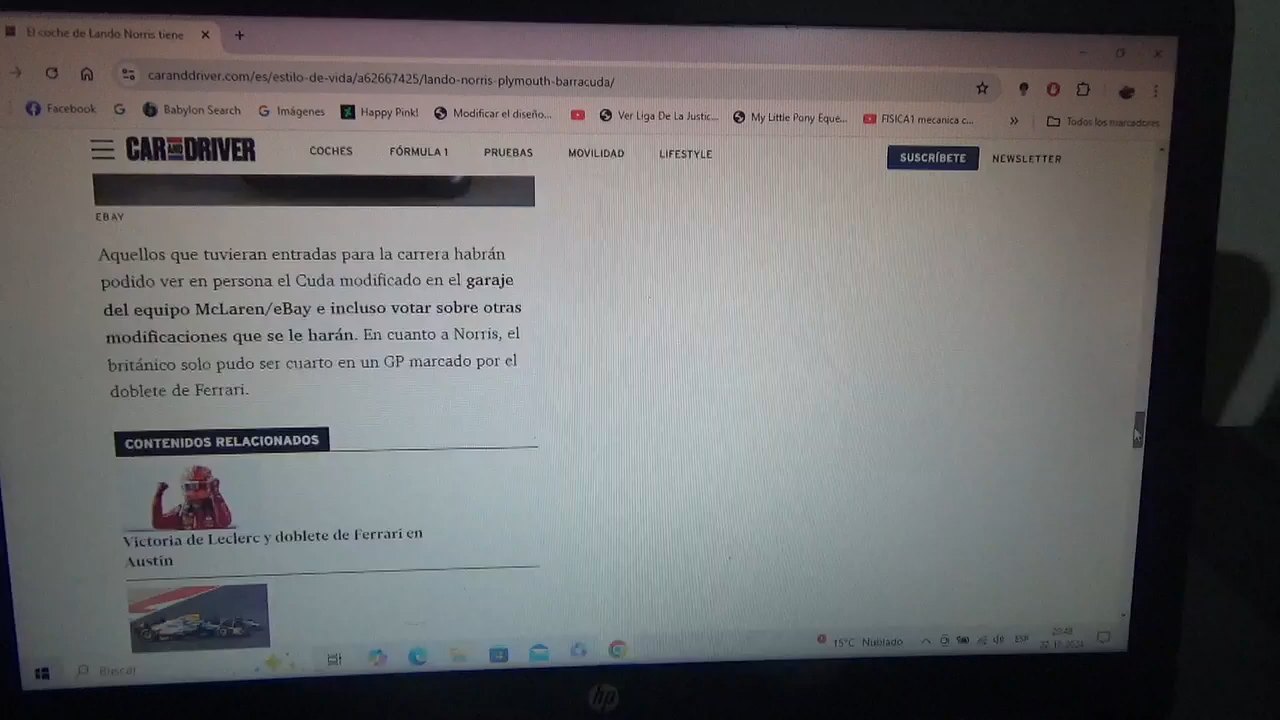 El coche de Lando Norris tiene
caranddriver.com/es/estilo-de-vida/a62667425/lando-norris-plymouth-barracuda/
Facebook Babylon Search Imágenes Happy Pink! Modificar el diseño... Ver Liga De La Justic... My Little Pony Eque... FISICA1 mecanica c... » Todos los marcadores
CAR AND DRIVER COCHES FÓRMULA 1 PRUEBAS MOVILIDAD LIFESTYLE SUSCRÍBETE NEWSLETTER
EBAY
Aquellos que tuvieran entradas para la carrera habrán
podido ver en persona el Cuda modificado en el garaje
del equipo McLaren/eBay e incluso votar sobre otras
modificaciones que se le harán. En cuanto a Norris, el
británico solo pudo ser cuarto en un GP marcado por el
doblete de Ferrari.
CONTENIDOS RELACIONADOS
Victoria de Leclerc y doblete de Ferrari en
Austin
Buscar
15°C Nublado ESP
20:48
22-10-2024
hp